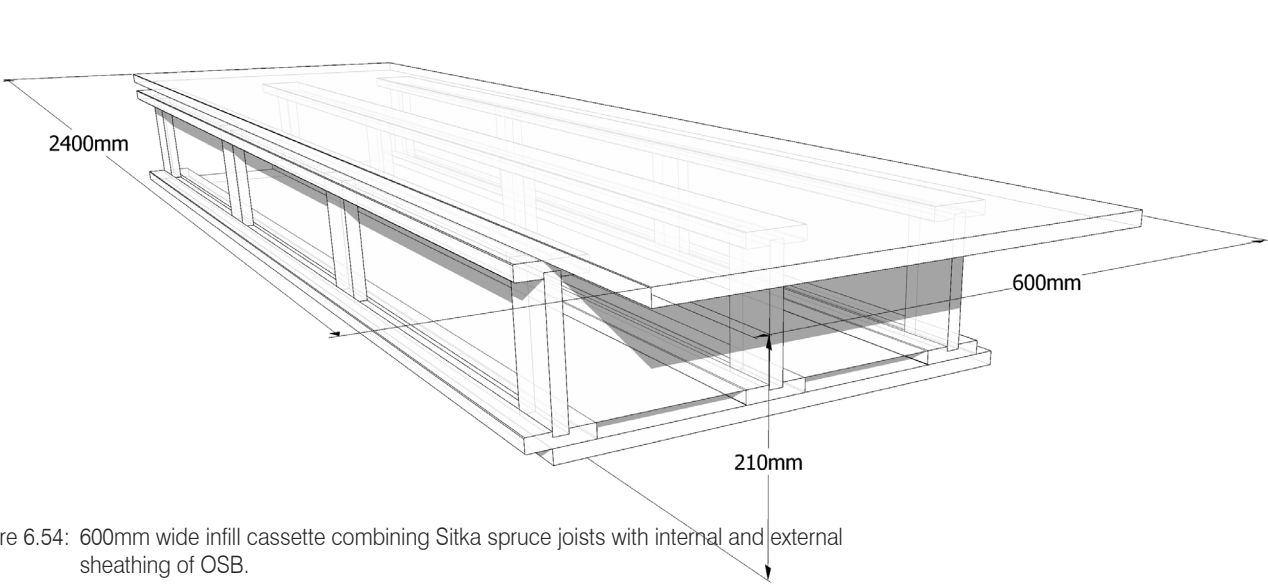 2400mm
600mm
210mm
re 6.54: 600mm wide infill cassette combining Sitka spruce joists with internal and external
sheathing of OSB.